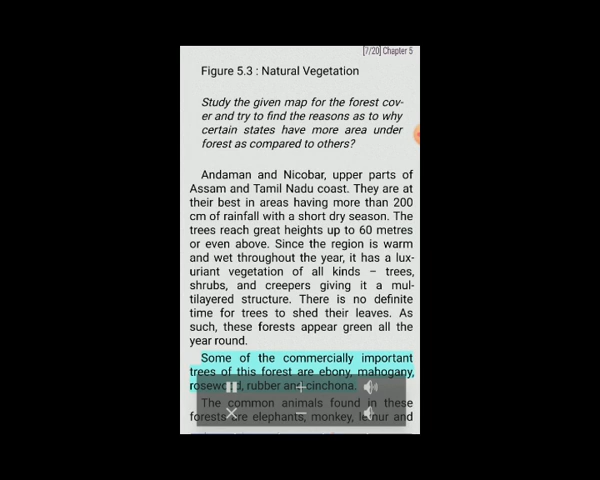 [7/20] Chapter 5
Figure 5.3 : Natural Vegetation
Study the given map for the forest cov-
er and try to find the reasons as to why
certain states have more area under
forest as compared to others?
Andaman and Nicobar, upper parts of
Assam and Tamil Nadu coast. They are at
their best in areas having more than 200
cm of rainfall with a short dry season. The
trees reach great heights up to 60 metres
or even above. Since the region is warm
and wet throughout the year, it has a lux-
uriant vegetation of all kinds – trees,
shrubs, and creepers giving it a mul-
tilayered structure. There is no definite
time for trees to shed their leaves. As
such, these forests appear green all the
year round.
Some of the commercially important
trees of this forest are ebony, mahogany,
rosewood, rubber and cinchona.
The common animals found in these
forests are elephants, monkey, lemur and